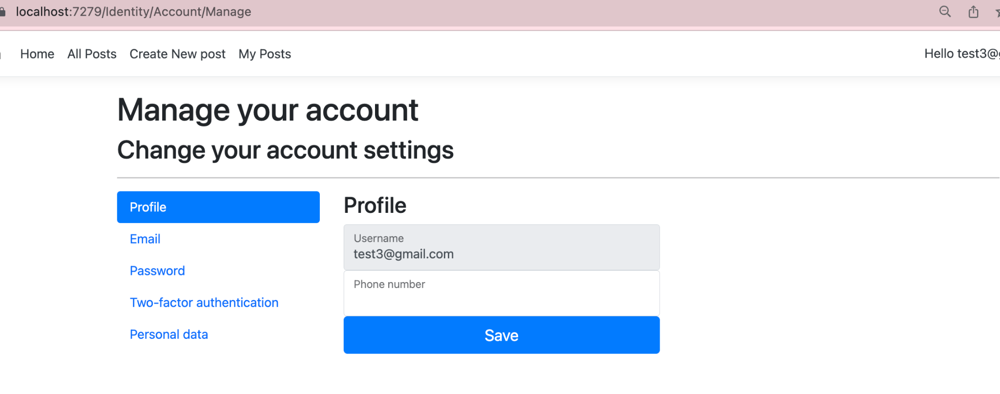 localhost:7279/Identity/Account/Manage
Home All Posts Create New post My Posts Hello test3@
Manage your account
Change your account settings
Profile
Email
Password
Two-factor authentication
Personal data
Profile
Username
test3@gmail.com
Phone number
Save